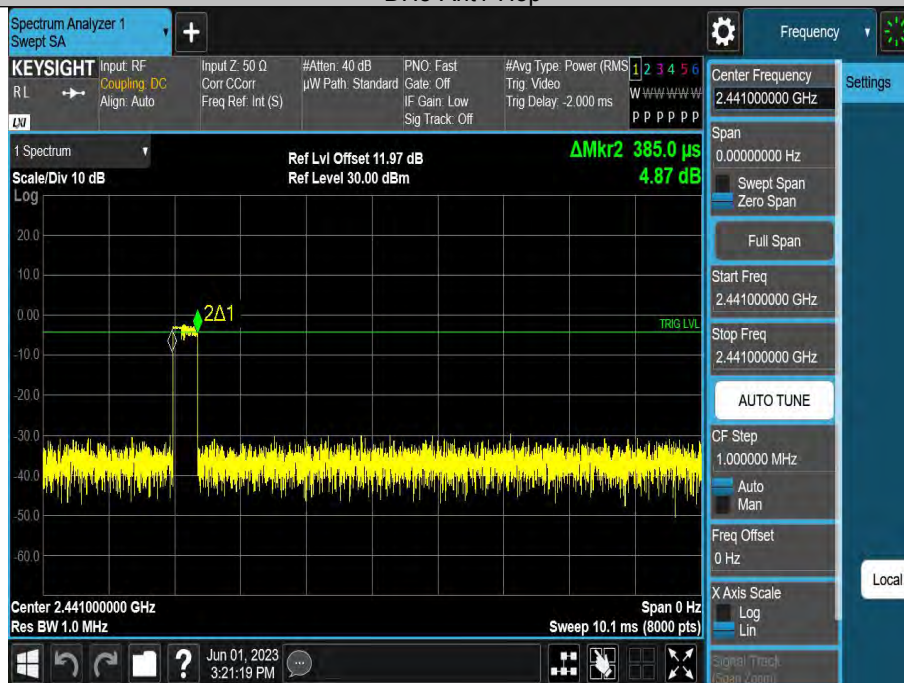 Spectrum Analyzer 1
Swept SA
Frequency
KEYSIGHT
RL
LXI
Input: RF
Coupling: DC
Align: Auto
Input Z: 50 Ω
Corr CCorr
Freq Ref: Int (S)
#Atten: 40 dB
µW Path: Standard
PNO: Fast
Gate: Off
IF Gain: Low
Sig Track: Off
#Avg Type: Power (RMS
Trig: Video
Trig Delay: -2.000 ms
1 2 3 4 5 6
W W W W W W
P P P P P P
Center Frequency
2.441000000 GHz
Settings
1 Spectrum
Scale/Div 10 dB
Log
Ref Lvl Offset 11.97 dB
Ref Level 30.00 dBm
ΔMkr2 385.0 µs
4.87 dB
Span
0.00000000 Hz
Swept Span
Zero Span
Full Span
Start Freq
2.441000000 GHz
Stop Freq
2.441000000 GHz
AUTO TUNE
CF Step
1.000000 MHz
Auto
Man
Freq Offset
0 Hz
X Axis Scale
Log
Lin
Signal Track
(Span Zoom)
Local
20.0
10.0
0.00
-10.0
-20.0
-30.0
-40.0
-50.0
-60.0
2Δ1
TRIG LVL
Center 2.441000000 GHz
Res BW 1.0 MHz
Span 0 Hz
Sweep 10.1 ms (8000 pts)
?
Jun 01, 2023
3:21:19 PM